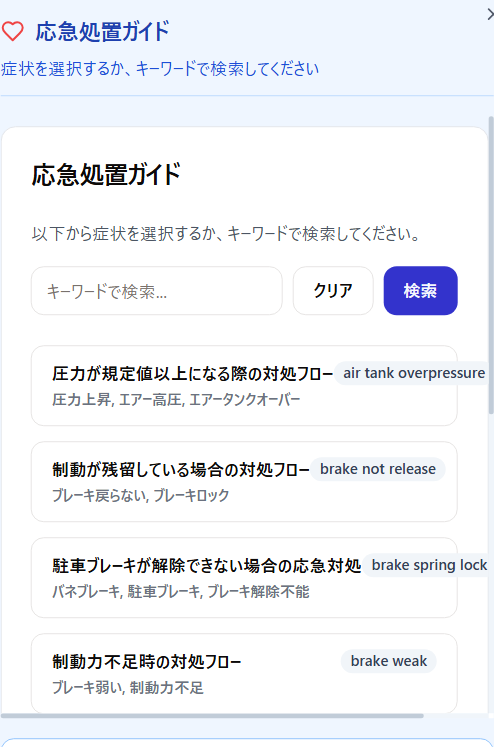 応急処置ガイド
症状を選択するか、キーワードで検索してください
応急処置ガイド
以下から症状を選択するか、キーワードで検索してください。
キーワードで検索... クリア 検索
圧力が規定値以上になる際の対処フロー air tank overpressure
圧力上昇, エアー高圧, エアータンクオーバー
制動が残留している場合の対処フロー brake not release
ブレーキ戻らない, ブレーキロック
駐車ブレーキが解除できない場合の応急対処 brake spring lock
バネブレーキ, 駐車ブレーキ, ブレーキ解除不能
制動力不足時の対処フロー brake weak
ブレーキ弱い, 制動力不足